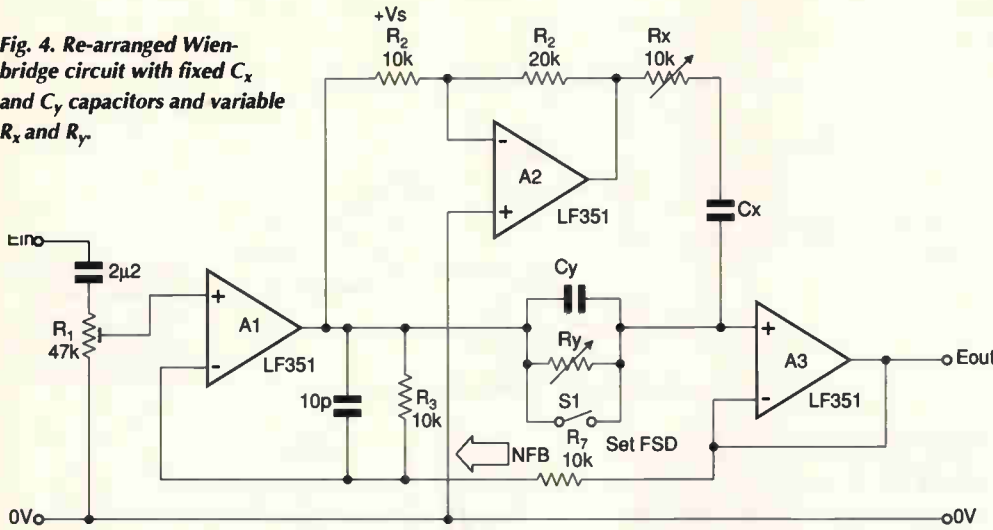 Fig. 4. Re-arranged Wien-
bridge circuit with fixed Cx
and Cy capacitors and variable
Rx and Ry.
+Vs
R2
10k
R2
20k
Rx
10k
-
+
A2
LF351
Cx
Ein
2µ2
R1
47k
+
-
A1
LF351
10p
R3
10k
Cy
Ry
S1
Set FSD
NFB
R7
10k
+
-
A3
LF351
Eout
0V
0V